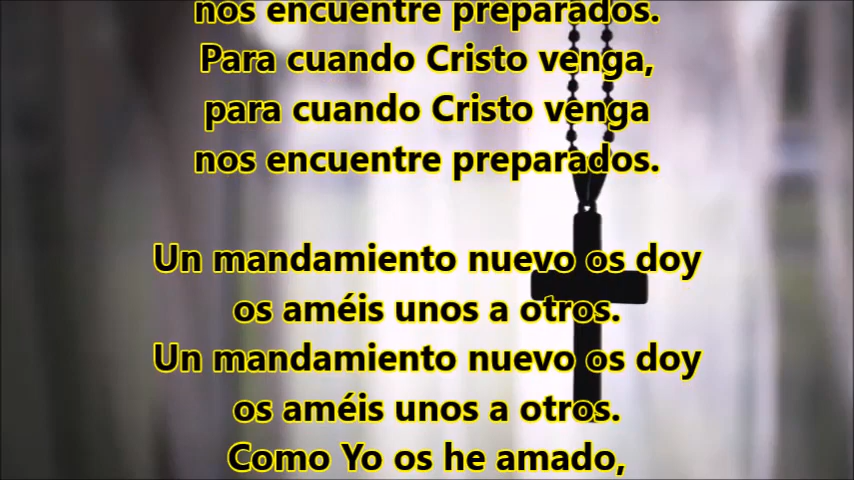 nos encuentre preparados.
Para cuando Cristo venga,
para cuando Cristo venga
nos encuentre preparados.
Un mandamiento nuevo os doy
os améis unos a otros.
Un mandamiento nuevo os doy
os améis unos a otros.
Como Yo os he amado,